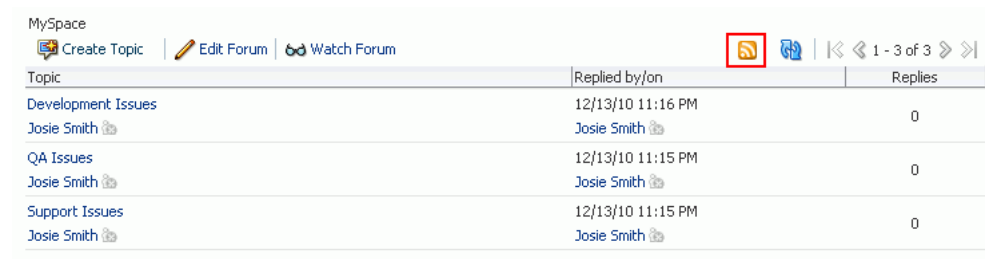 MySpace
Create Topic Edit Forum Watch Forum 1 - 3 of 3
Topic Replied by/on Replies
Development Issues 12/13/10 11:16 PM
Josie Smith Josie Smith 0
QA Issues 12/13/10 11:15 PM
Josie Smith Josie Smith 0
Support Issues 12/13/10 11:15 PM
Josie Smith Josie Smith 0